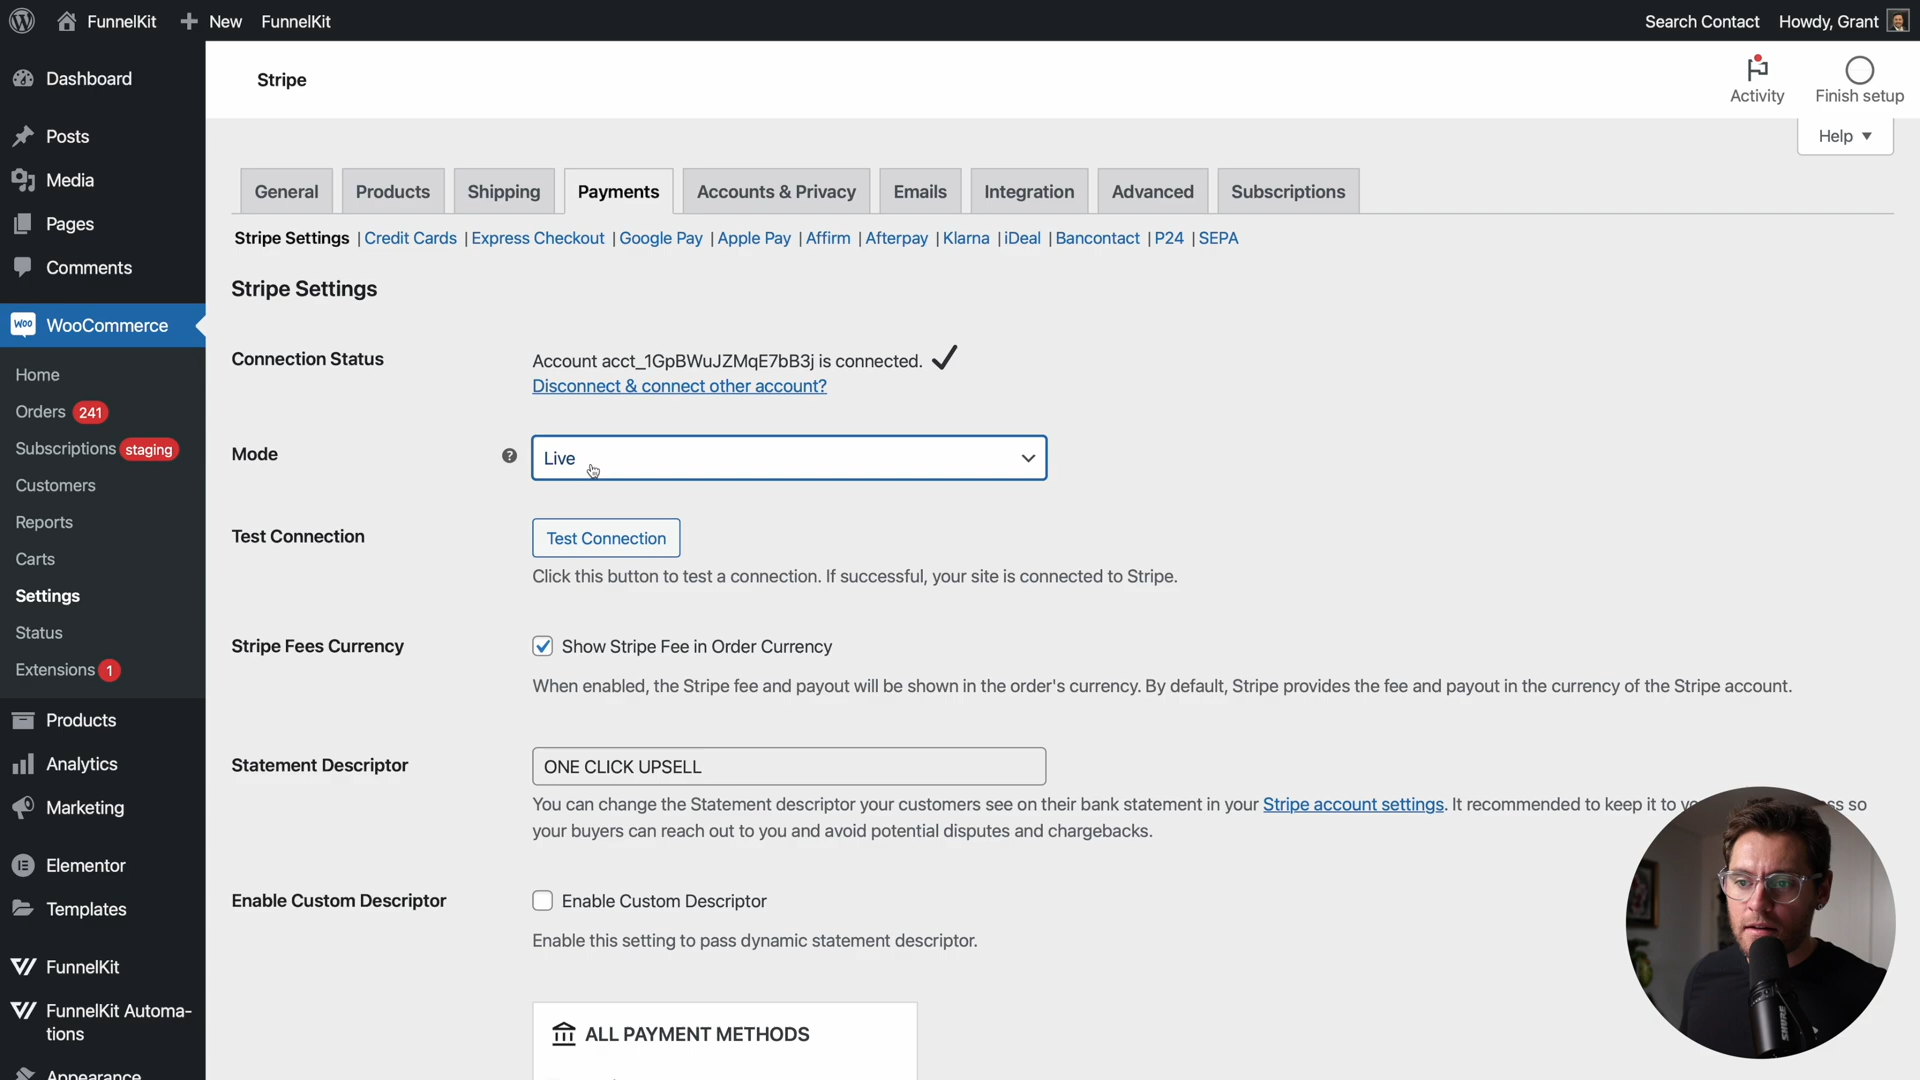 FunnelKit
New
FunnelKit
Search Contact
Howdy, Grant
Dashboard
Posts
Media
Pages
Comments
WOO
WooCommerce
Home
Orders 241
Subscriptions staging
Customers
Reports
Carts
Settings
Status
Extensions 1
Products
Analytics
Marketing
Elementor
Templates
FunnelKit
FunnelKit Automa-
tions
Appearance
Stripe
Activity
Finish setup
Help
General
Products
Shipping
Payments
Accounts & Privacy
Emails
Integration
Advanced
Subscriptions
Stripe Settings | Credit Cards | Express Checkout | Google Pay | Apple Pay | Affirm | Afterpay | Klarna | iDeal | Bancontact | P24 | SEPA
Stripe Settings
Connection Status
Account acct_1GpBWuJZMqE7bB3j is connected.
Disconnect & connect other account?
Mode
?
Live
Test Connection
Test Connection
Click this button to test a connection. If successful, your site is connected to Stripe.
Stripe Fees Currency
Show Stripe Fee in Order Currency
When enabled, the Stripe fee and payout will be shown in the order's currency. By default, Stripe provides the fee and payout in the currency of the Stripe account.
Statement Descriptor
ONE CLICK UPSELL
You can change the Statement descriptor your customers see on their bank statement in your Stripe account settings. It recommended to keep it to so
your buyers can reach out to you and avoid potential disputes and chargebacks.
Enable Custom Descriptor
Enable Custom Descriptor
Enable this setting to pass dynamic statement descriptor.
ALL PAYMENT METHODS
SHURE